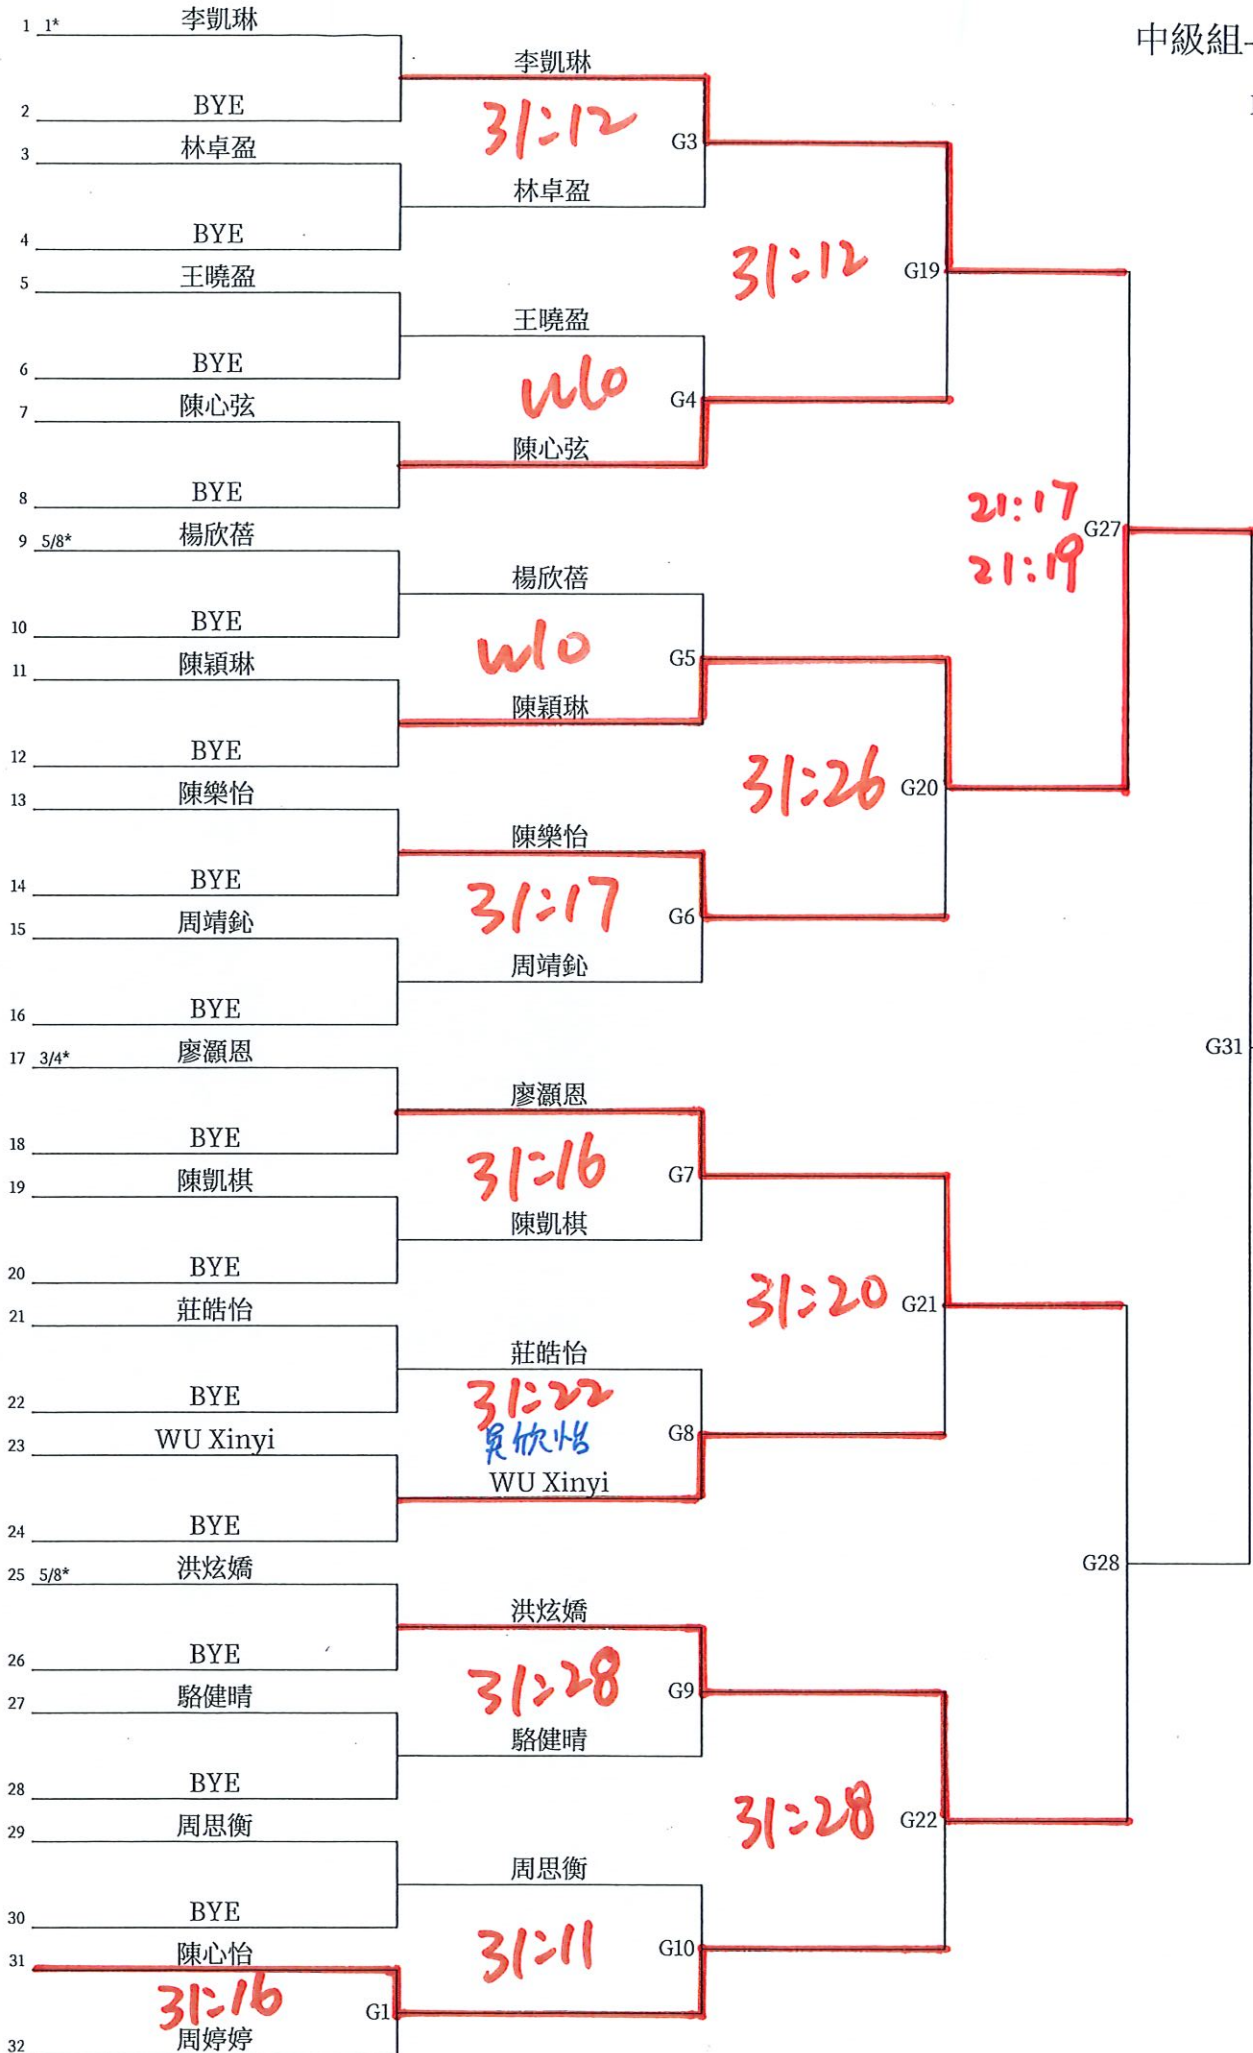 中級組
1 1* 李凱琳
李凱琳
2 BYE
31:12
G3
3 林卓盈
林卓盈
4 BYE
31:12
G19
5 王曉盈
王曉盈
6 BYE
w/o
G4
7 陳心弦
陳心弦
8 BYE
21:17
21:19
G27
9 5/8* 楊欣蓓
楊欣蓓
10 BYE
w/o
G5
11 陳穎琳
陳穎琳
12 BYE
31:26
G20
13 陳樂怡
陳樂怡
14 BYE
31:17
G6
15 周靖鈊
周靖鈊
16 BYE
G31
17 3/4* 廖灝恩
廖灝恩
18 BYE
31:16
G7
19 陳凱棋
陳凱棋
20 BYE
31:20
G21
21 莊皓怡
莊皓怡
22 BYE
31:22
吳欣怡
G8
23 WU Xinyi
WU Xinyi
24 BYE
G28
25 5/8* 洪炫嬌
洪炫嬌
26 BYE
31:28
G9
27 駱健晴
駱健晴
28 BYE
31:28
G22
29 周思衡
周思衡
30 BYE
31:11
G10
31 陳心怡
31:16
G1
32 周婷婷